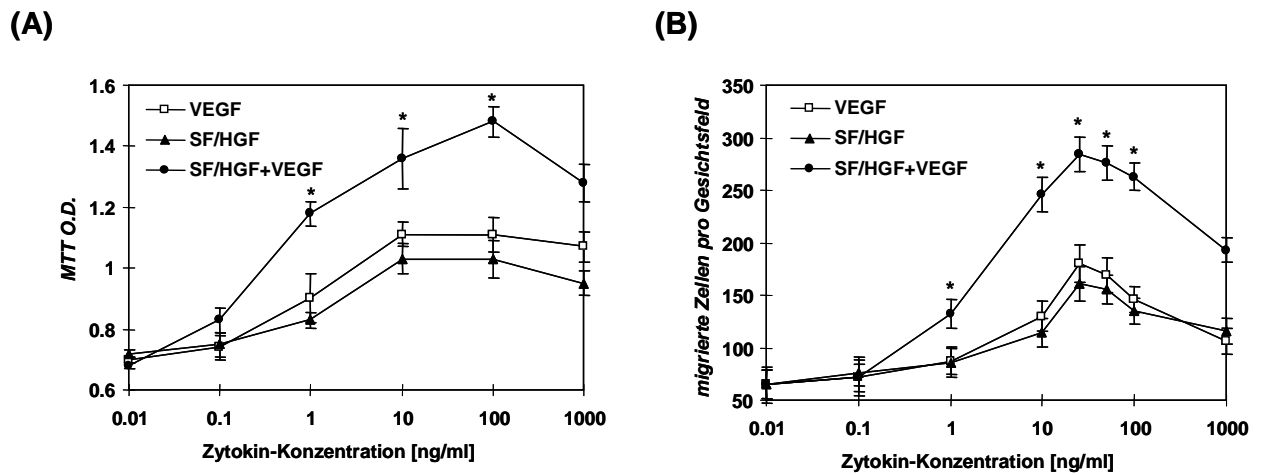 (A)
MTT O.D.
1.6
1.4
1.2
1
0.8
0.6
VEGF
SF/HGF
SF/HGF+VEGF
*
*
*
0.01 0.1 1 10 100 1000
Zytokin-Konzentration [ng/ml]
(B)
migrierte Zellen pro Gesichtsfeld
350
300
250
200
150
100
50
VEGF
SF/HGF
SF/HGF+VEGF
*
*
*
*
*
0.01 0.1 1 10 100 1000
Zytokin-Konzentration [ng/ml]